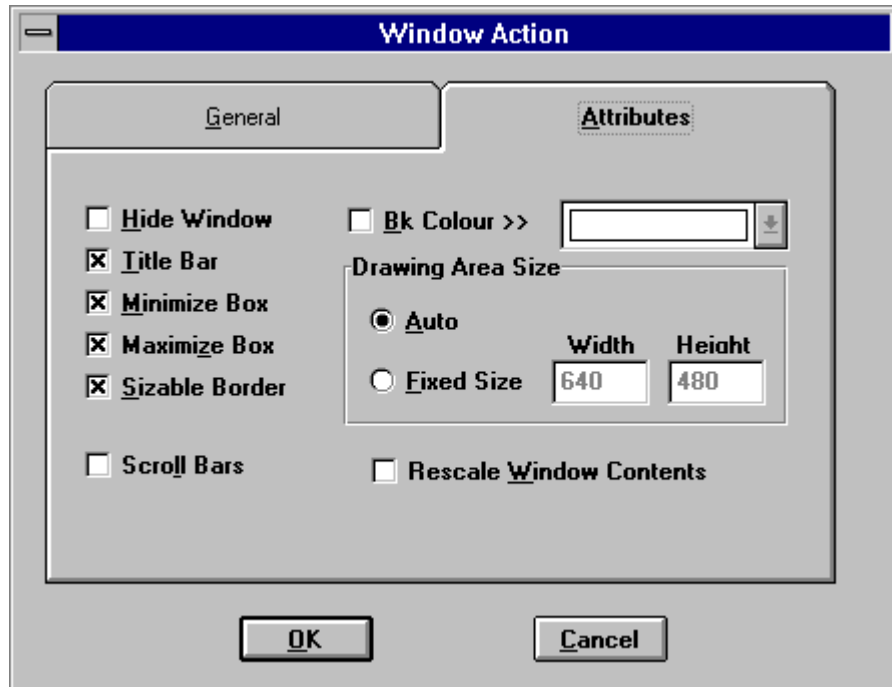 Window Action
General
Attributes
Hide Window
Bk Colour >>
Title Bar
Drawing Area Size
Minimize Box
Auto
Maximize Box
Width Height
Sizable Border
Fixed Size 640 480
Scroll Bars
Rescale Window Contents
OK
Cancel